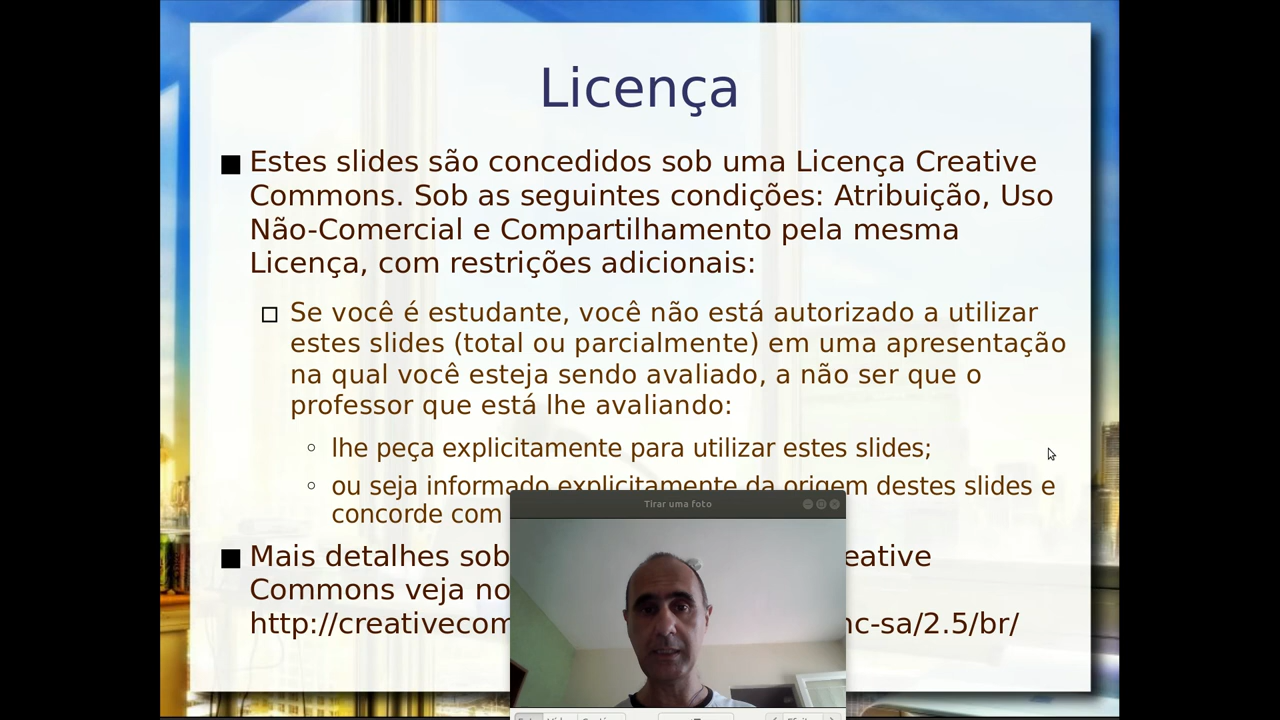 Licença
Estes slides são concedidos sob uma Licença Creative
Commons. Sob as seguintes condições: Atribuição, Uso
Não-Comercial e Compartilhamento pela mesma
Licença, com restrições adicionais:
Se você é estudante, você não está autorizado a utilizar
estes slides (total ou parcialmente) em uma apresentação
na qual você esteja sendo avaliado, a não ser que o
professor que está lhe avaliando:
lhe peça explicitamente para utilizar estes slides;
ou seja informado explicitamente da origem destes slides e
concorde com
Tirar uma foto
Mais detalhes sob eative
Commons veja no
http://creativecom nc-sa/2.5/br/